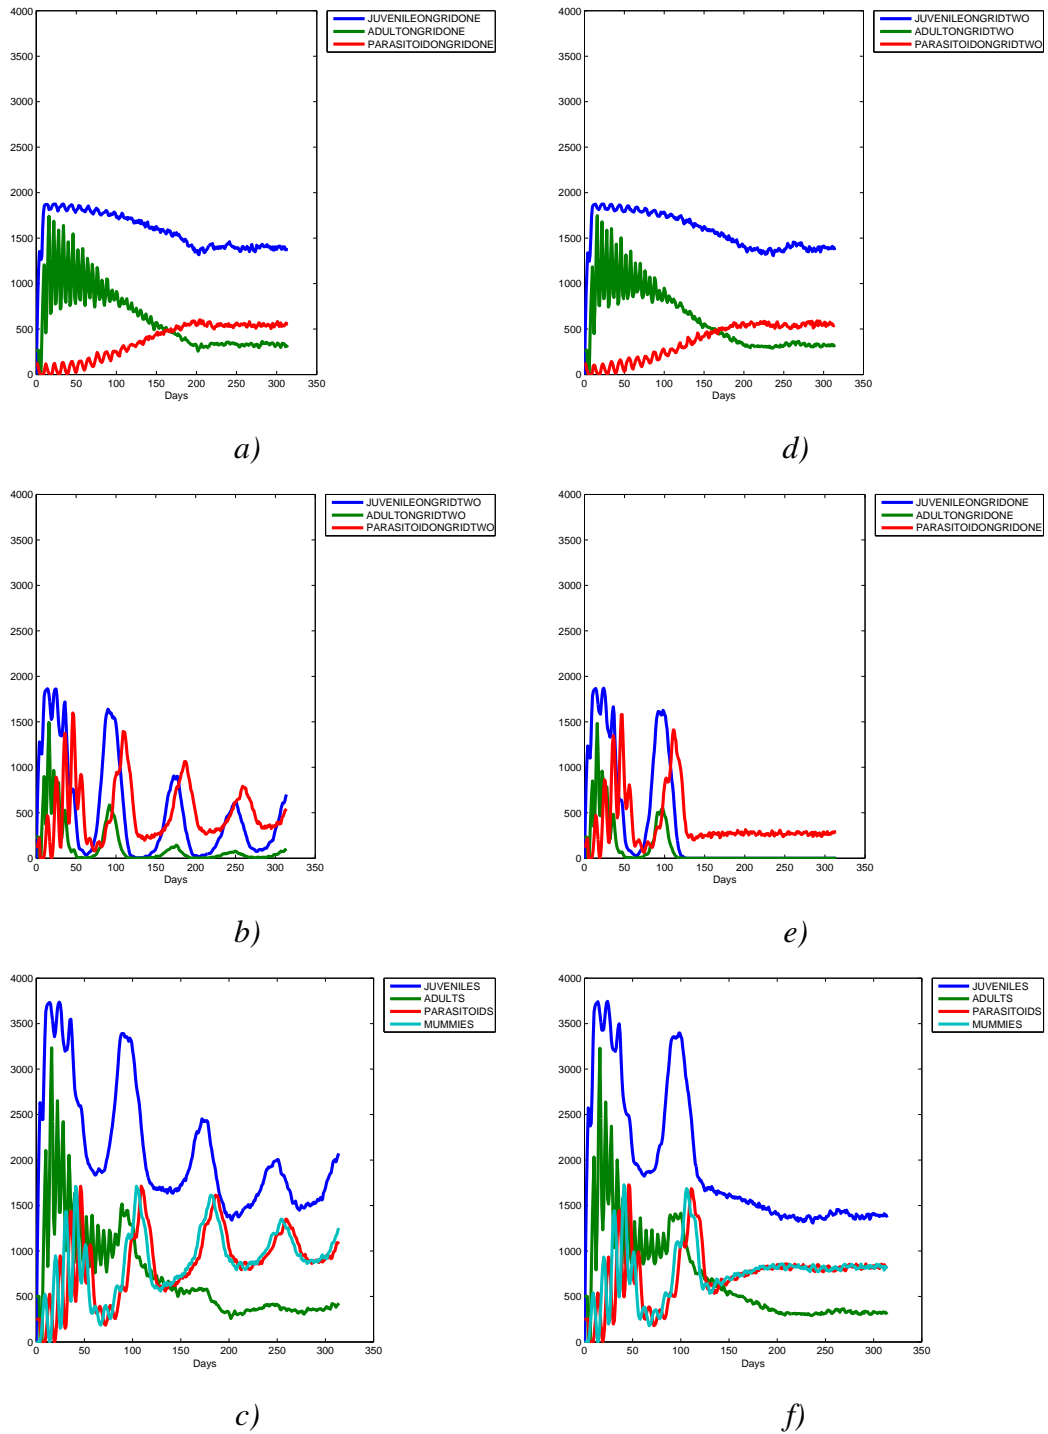 JUVENILEONGRIDONE
ADULTONGRIDONE
PARASITOIDONGRIDONE
4000
3500
3000
2500
2000
1500
1000
500
0
0 50 100 150 200 250 300 350
Days
a)
JUVENILEONGRIDTWO
ADULTONGRIDTWO
PARASITOIDONGRIDTWO
4000
3500
3000
2500
2000
1500
1000
500
0
0 50 100 150 200 250 300 350
Days
d)
JUVENILEONGRIDTWO
ADULTONGRIDTWO
PARASITOIDONGRIDTWO
4000
3500
3000
2500
2000
1500
1000
500
0
0 50 100 150 200 250 300 350
Days
b)
JUVENILEONGRIDONE
ADULTONGRIDONE
PARASITOIDONGRIDONE
4000
3500
3000
2500
2000
1500
1000
500
0
0 50 100 150 200 250 300 350
Days
e)
JUVENILES
ADULTS
PARASITOIDS
MUMMIES
4000
3500
3000
2500
2000
1500
1000
500
0
0 50 100 150 200 250 300 350
Days
c)
JUVENILES
ADULTS
PARASITOIDS
MUMMIES
4000
3500
3000
2500
2000
1500
1000
500
0
0 50 100 150 200 250 300 350
Days
f)